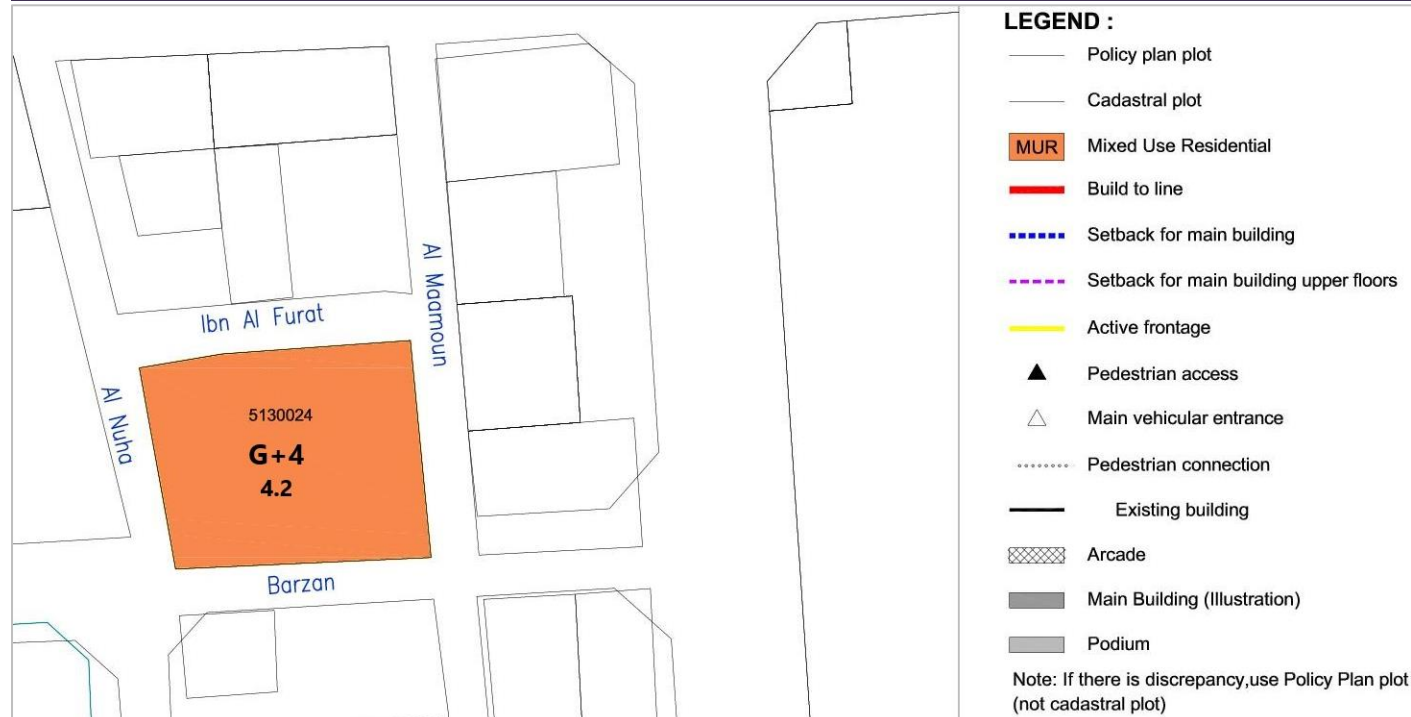 Ibn Al Furat
Al Maamoun
Al Nuha
5130024
G+4
4.2
Barzan
LEGEND :
Policy plan plot
Cadastral plot
MUR Mixed Use Residential
Build to line
Setback for main building
Setback for main building upper floors
Active frontage
Pedestrian access
Main vehicular entrance
Pedestrian connection
Existing building
Arcade
Main Building (Illustration)
Podium
Note: If there is discrepancy,use Policy Plan plot
(not cadastral plot)